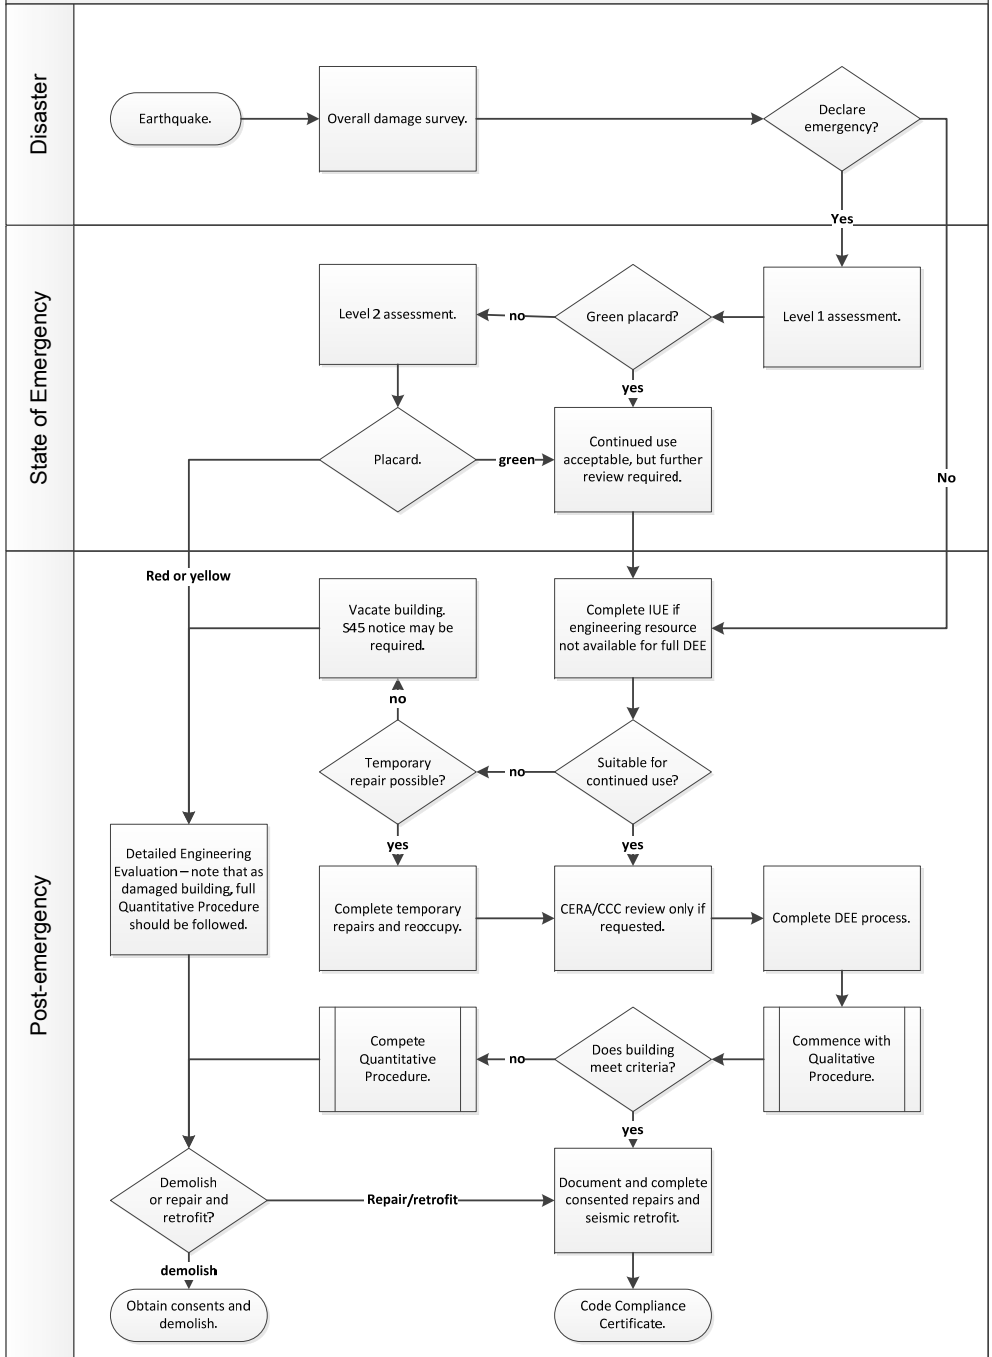 Disaster
Earthquake.
Overall damage survey.
Declare
emergency?
Yes
No
State of Emergency
Level 2 assessment.
no
Green placard?
Level 1 assessment.
yes
Placard.
green
Continued use
acceptable, but further
review required.
Post-emergency
Red or yellow
Vacate building.
S45 notice may be
required.
Complete IUE if
engineering resource
not available for full DEE
no
Temporary
repair possible?
no
Suitable for
continued use?
yes
yes
Detailed Engineering
Evaluation – note that as
damaged building, full
Quantitative Procedure
should be followed.
Complete temporary
repairs and reoccupy.
CERA/CCC review only if
requested.
Complete DEE process.
Compete
Quantitative
Procedure.
no
Does building
meet criteria?
Commence with
Qualitative
Procedure.
yes
Demolish
or repair and
retrofit?
Repair/retrofit
Document and complete
consented repairs and
seismic retrofit.
demolish
Obtain consents and
demolish.
Code Compliance
Certificate.